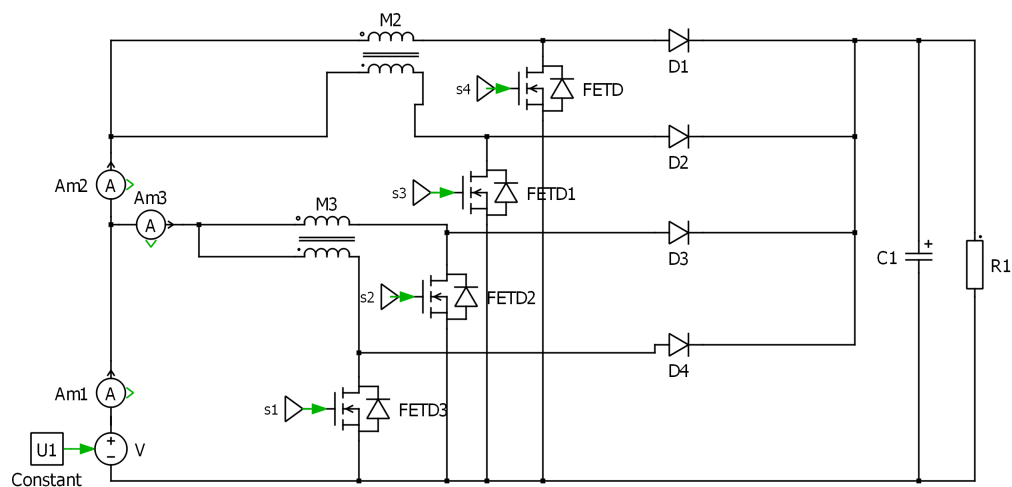 M2
D1
s4
FETD
D2
Am2
A
Am3
A
s3
FETD1
M3
D3
C1
+
R1
s2
FETD2
D4
Am1
A
s1
FETD3
U1
+
−
V
Constant